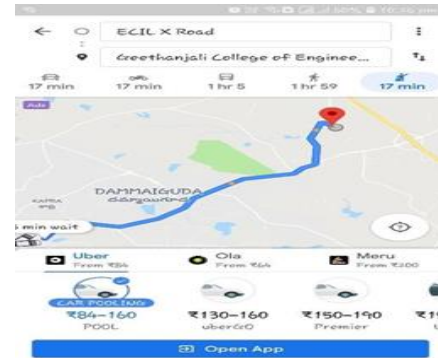 ECIL X Road
Geethanjali College of Enginee...
17 min 17 min 1 hr 5 1 hr 59 17 min
Ads
DAMMAIGUDA
min wait
Uber Ola Meru
From ₹84 From ₹64 From ₹200
CAR POOLING
₹84-160 ₹130-160 ₹150-190
POOL uberGO Premier
Open App